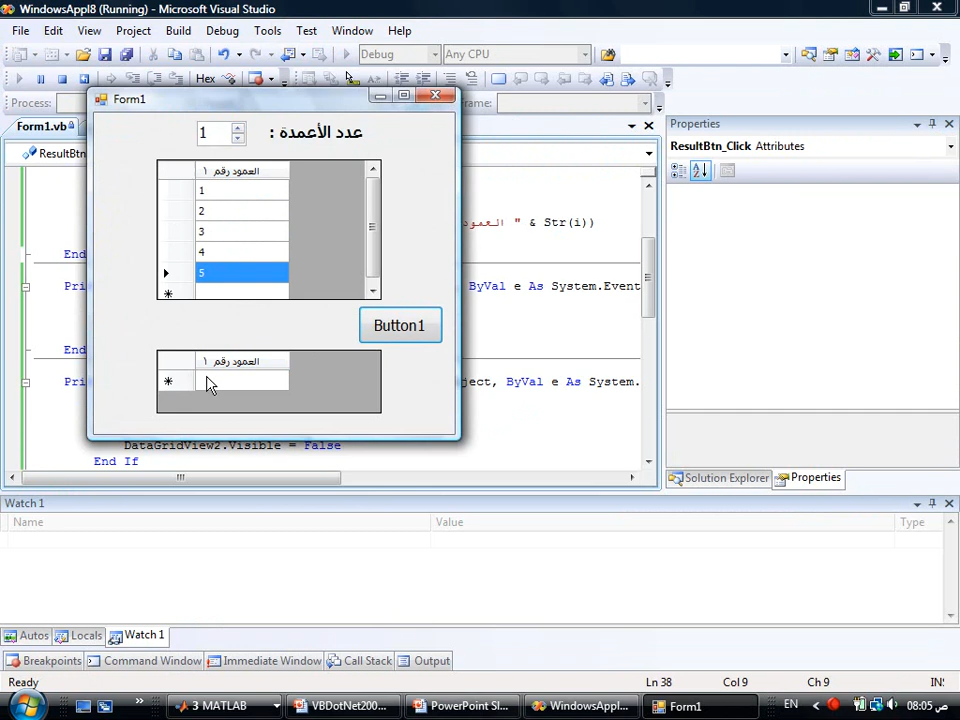 WindowsAppl8 (Running) - Microsoft Visual Studio
File Edit View Project Build Debug Tools Test Window Help
Debug Any CPU
Hex
Process:
rame:
Form1.vb
ResultBtn
Form1
1
عدد الأعمدة :
العمود رقم ١
1
2
3
4
5
Button1
العمود رقم ١
العمود " & Str(i))
End
Pri
ByVal e As System.Event
End
Pri
ject, ByVal e As System.
DataGridView2.Visible = False
End If
Properties
ResultBtn_Click Attributes
Solution Explorer Properties
Watch 1
Name Value Type
Autos Locals Watch 1
Breakpoints Command Window Immediate Window Call Stack Output
Ready Ln 38 Col 9 Ch 9 INS
3 MATLAB VBDotNet200... PowerPoint Sl... WindowsAppl... Form1 EN 08:05 ص